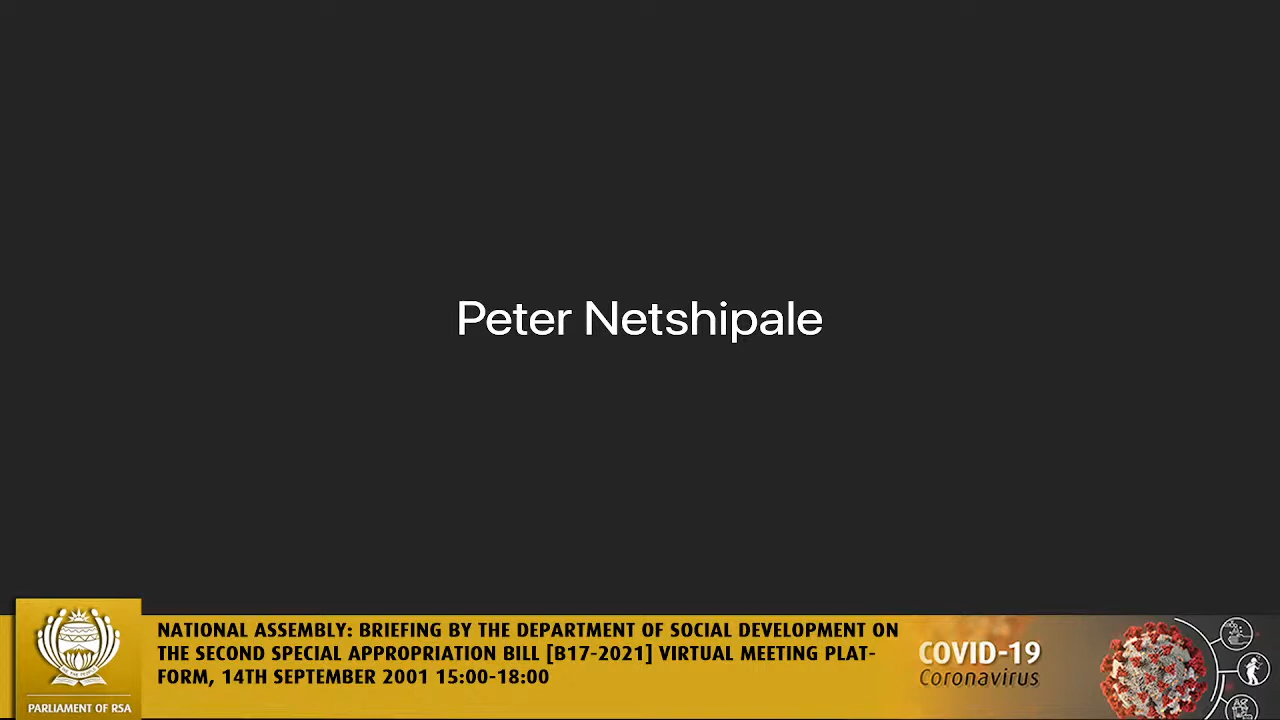 Peter Netshipale
NATIONAL ASSEMBLY: BRIEFING BY THE DEPARTMENT OF SOCIAL DEVELOPMENT ON
THE SECOND SPECIAL APPROPRIATION BILL [B17-2021] VIRTUAL MEETING PLAT-
FORM, 14TH SEPTEMBER 2001 15:00-18:00
COVID-19
Coronavirus
PARLIAMENT OF RSA